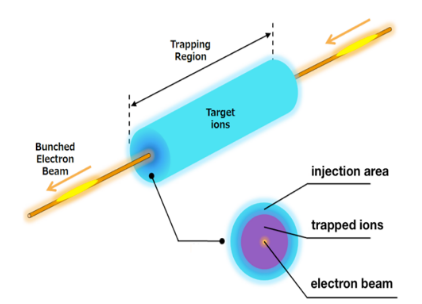 Trapping
Region
Target
ions
Bunched
Electron
Beam
injection area
trapped ions
electron beam